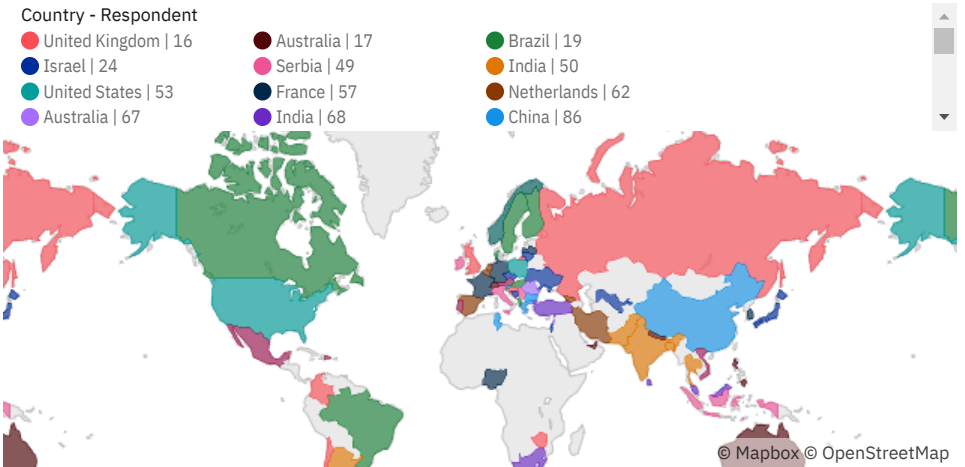 Country - Respondent
United Kingdom | 16 Australia | 17 Brazil | 19
Israel | 24 Serbia | 49 India | 50
United States | 53 France | 57 Netherlands | 62
Australia | 67 India | 68 China | 86
© Mapbox © OpenStreetMap